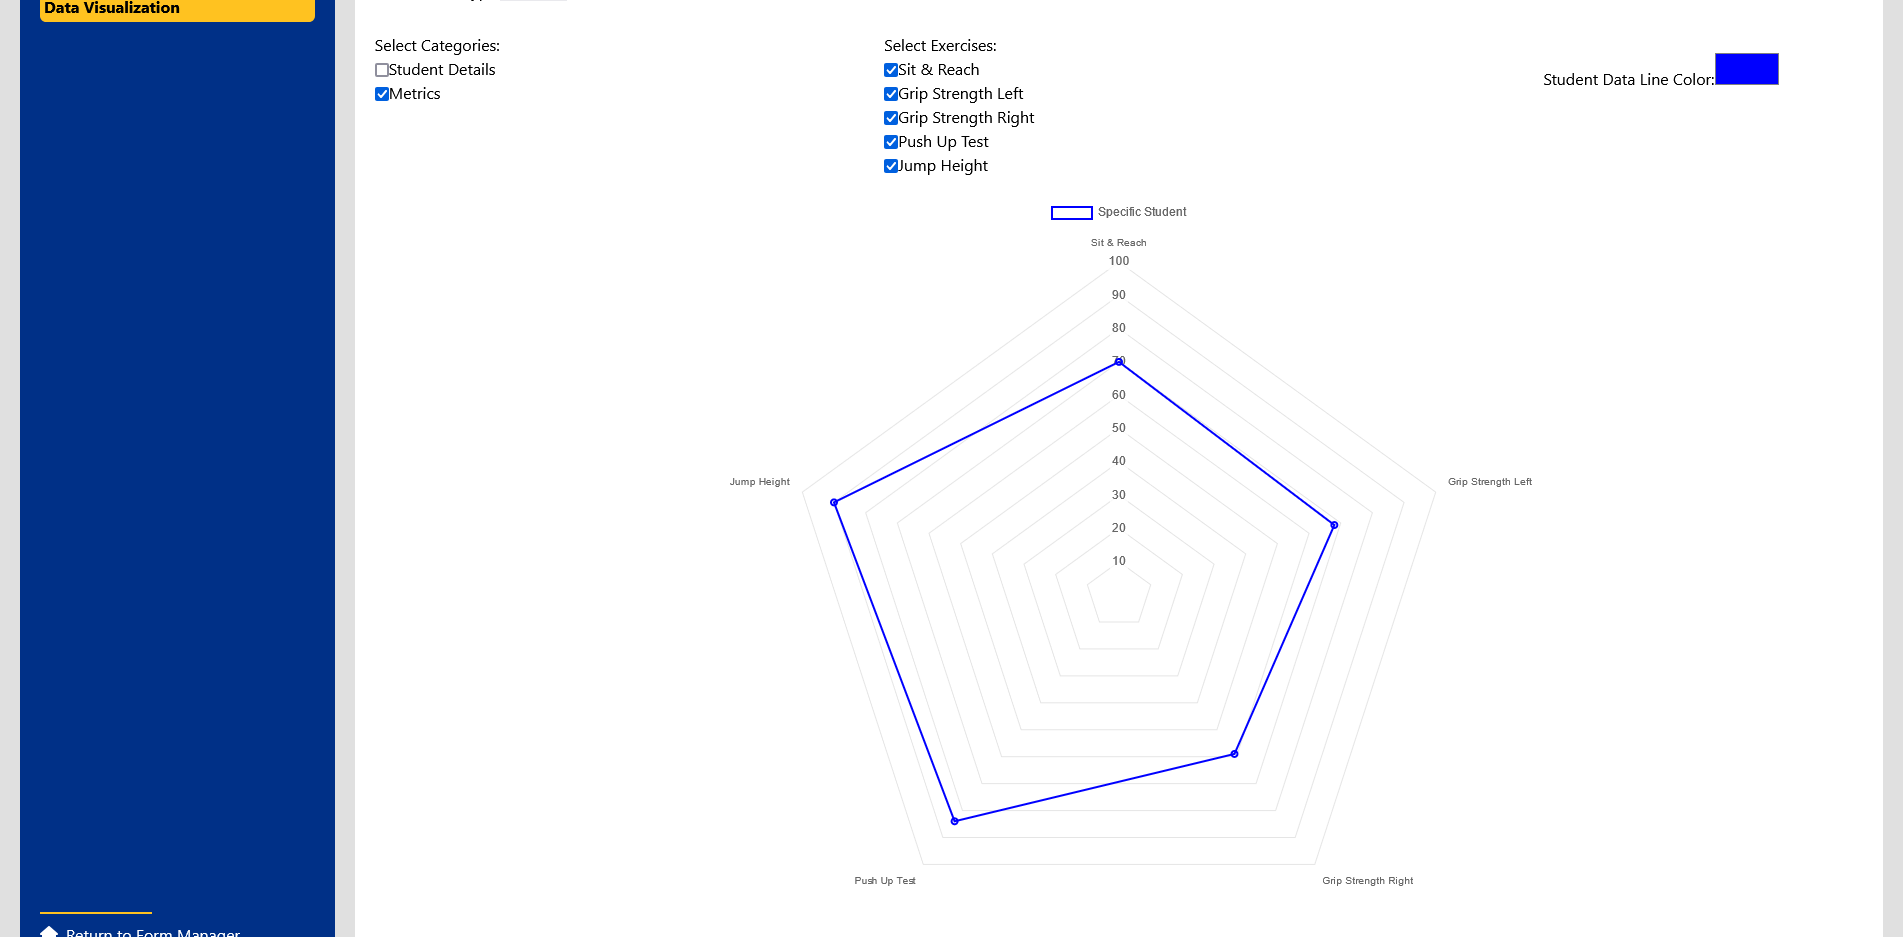 Data Visualization
Select Categories:
Student Details
Metrics
Select Exercises:
Sit & Reach
Grip Strength Left
Grip Strength Right
Push Up Test
Jump Height
Student Data Line Color:
Specific Student
Sit & Reach
100
90
80
70
60
50
40
30
20
10
Jump Height
Grip Strength Left
Push Up Test
Grip Strength Right
Return to Form Manager